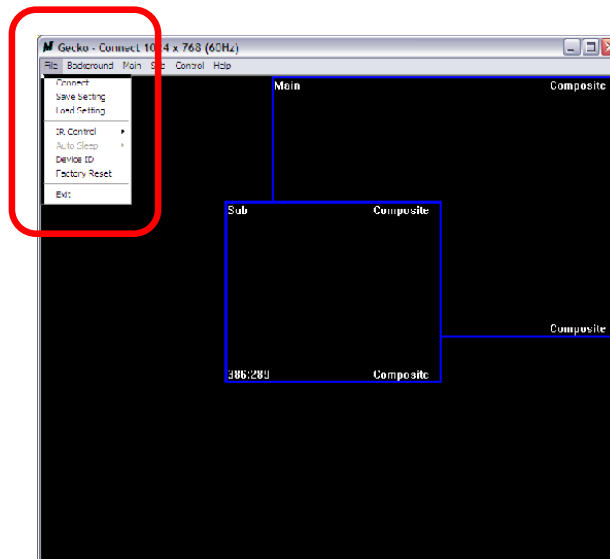 Gecko - Connect 1024 x 768 (60Hz)
File Background Main Sub Control Help
Connect
Save Setting
Load Setting
IR Control
Auto Sleep
Device ID
Factory Reset
Exit
Main Composite
Sub Composite
Composite
386:289 Composite